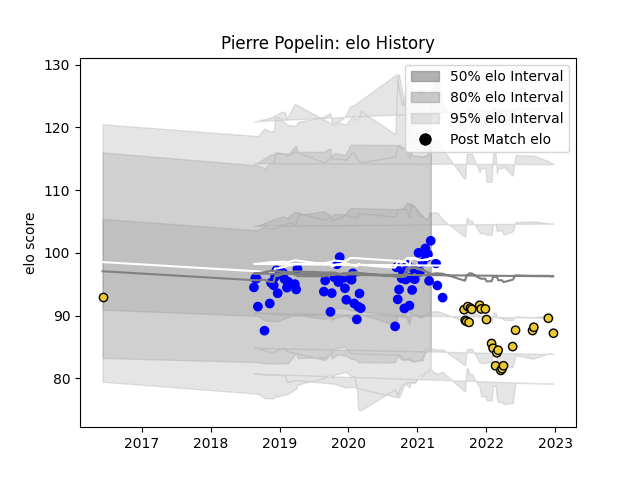 Pierre Popelin: elo History
130
120
110
100
90
80
elo score
50% elo Interval
80% elo Interval
95% elo Interval
Post Match elo
2017 2018 2019 2020 2021 2022 2023